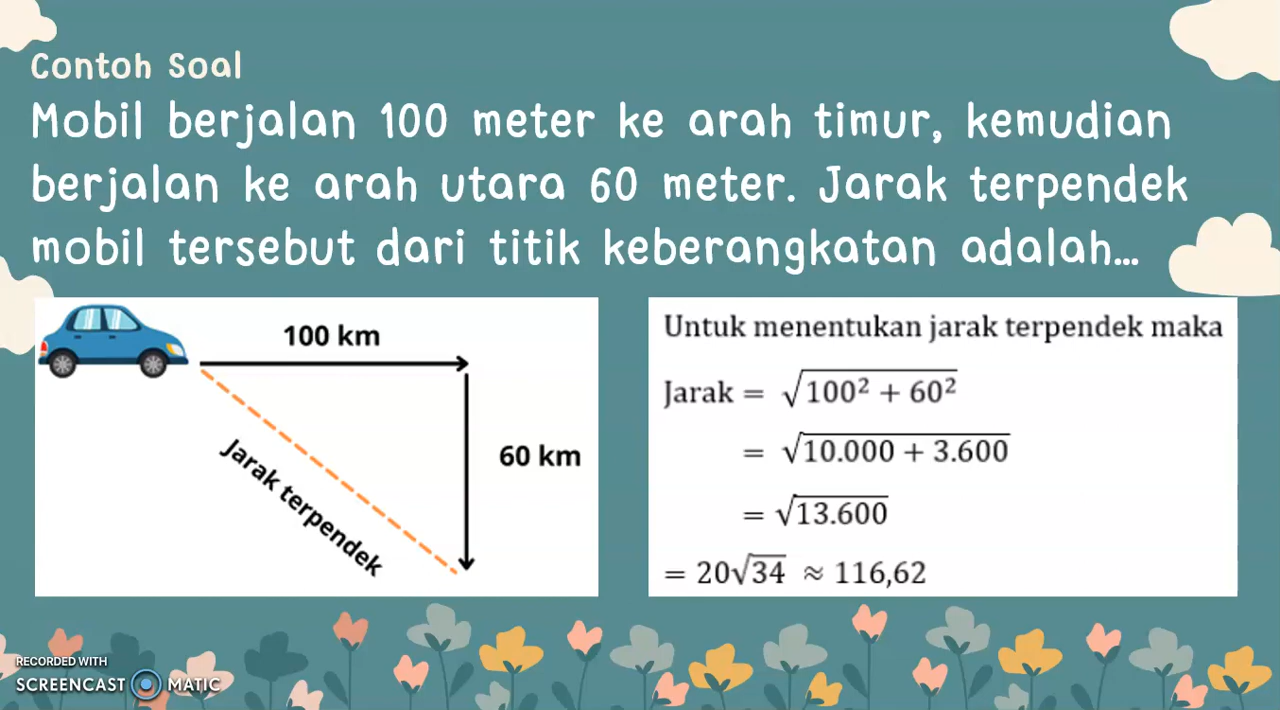 Contoh Soal
Mobil berjalan 100 meter ke arah timur, kemudian
berjalan ke arah utara 60 meter. Jarak terpendek
mobil tersebut dari titik keberangkatan adalah...
100 km
60 km
Jarak terpendek
Untuk menentukan jarak terpendek maka
Jarak = √100² + 60²
= √10.000 + 3.600
= √13.600
= 20√34 ≈ 116,62
RECORDED WITH
SCREENCAST MATIC